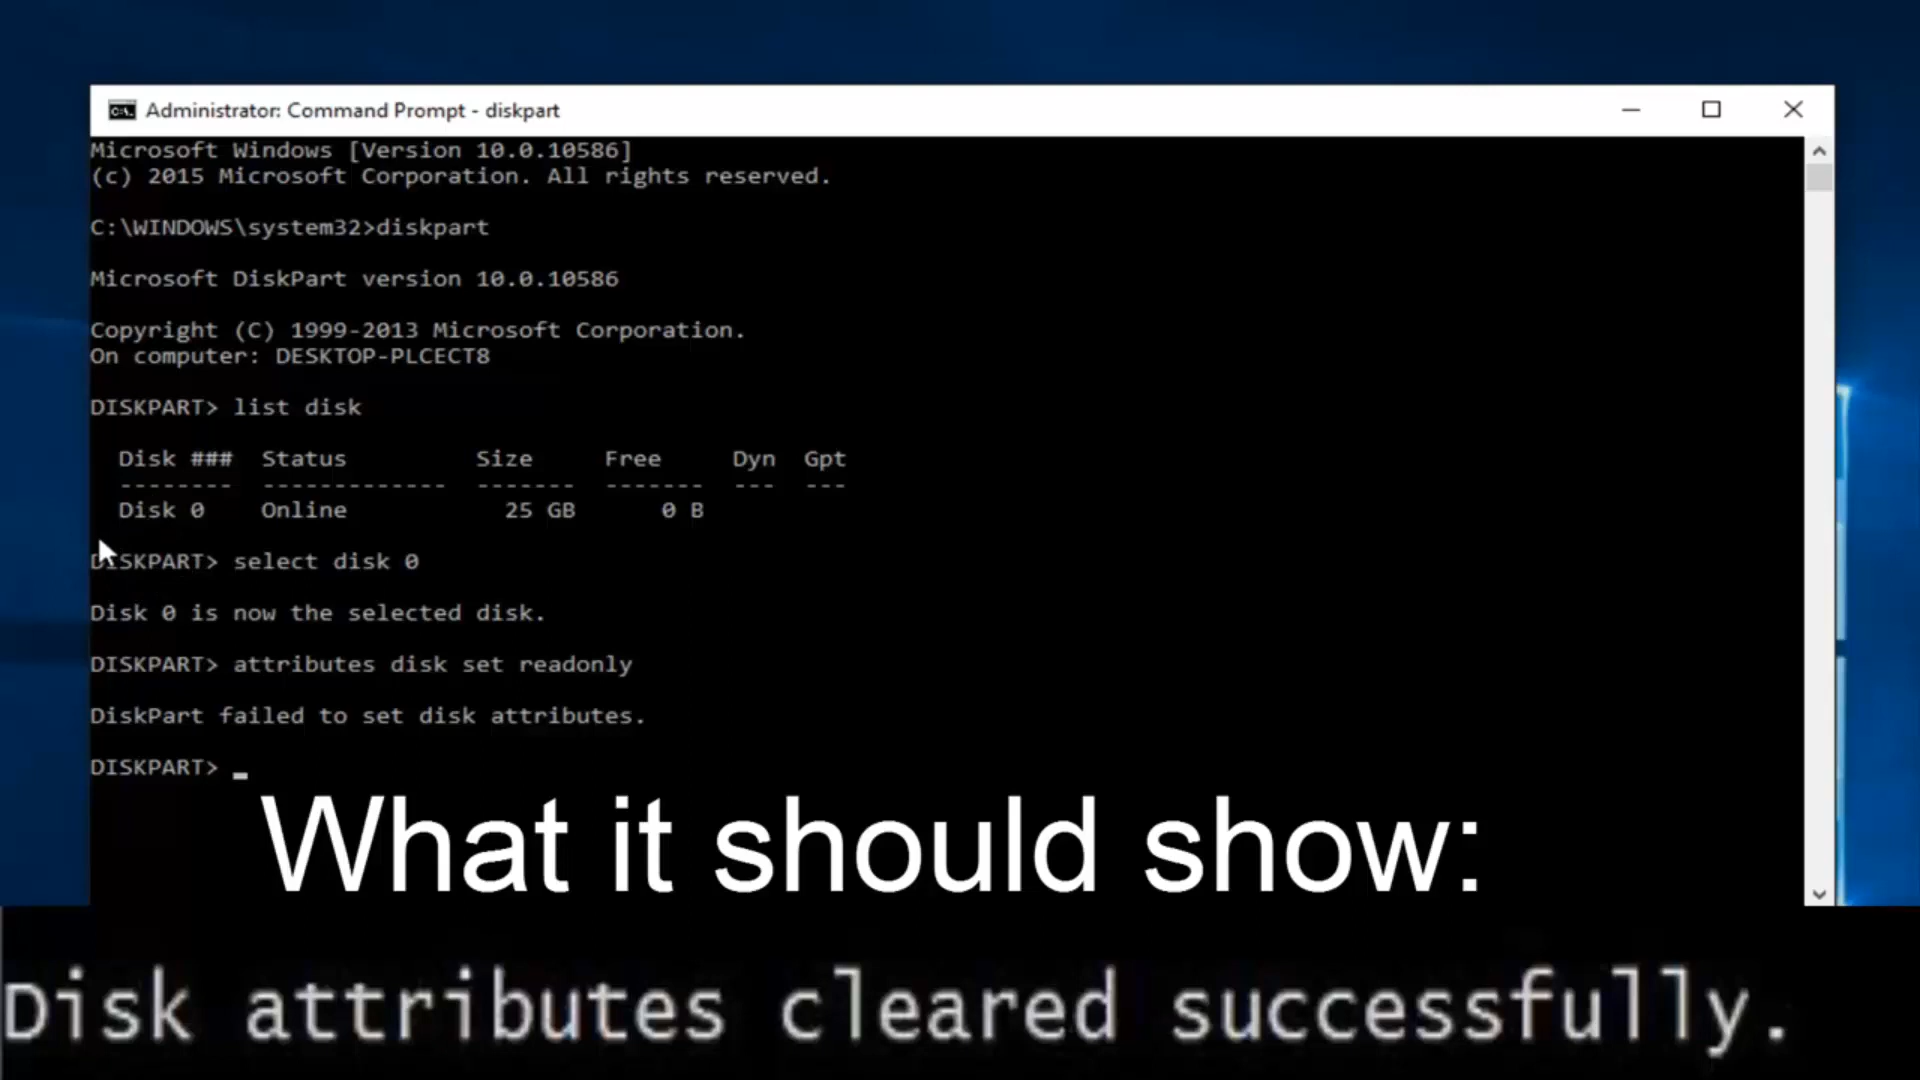 Administrator: Command Prompt - diskpart
Microsoft Windows [Version 10.0.10586]
(c) 2015 Microsoft Corporation. All rights reserved.
C:\WINDOWS\system32>diskpart
Microsoft DiskPart version 10.0.10586
Copyright (C) 1999-2013 Microsoft Corporation.
On computer: DESKTOP-PLCECT8
DISKPART> list disk
Disk ### Status Size Free Dyn Gpt
-------- ------------- ------- ------- --- ---
Disk 0 Online 25 GB 0 B
DISKPART> select disk 0
Disk 0 is now the selected disk.
DISKPART> attributes disk set readonly
DiskPart failed to set disk attributes.
DISKPART> _
What it should show:
Disk attributes cleared successfully.